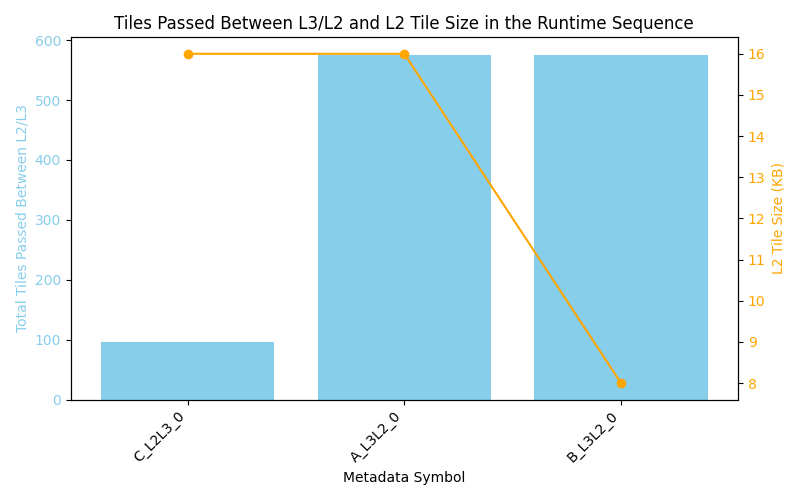 Tiles Passed Between L3/L2 and L2 Tile Size in the Runtime Sequence
Total Tiles Passed Between L2/L3
600
500
400
300
200
100
0
16
15
14
13
12
11
10
9
8
L2 Tile Size (KB)
C_L2L3_0
A_L3L2_0
B_L3L2_0
Metadata Symbol